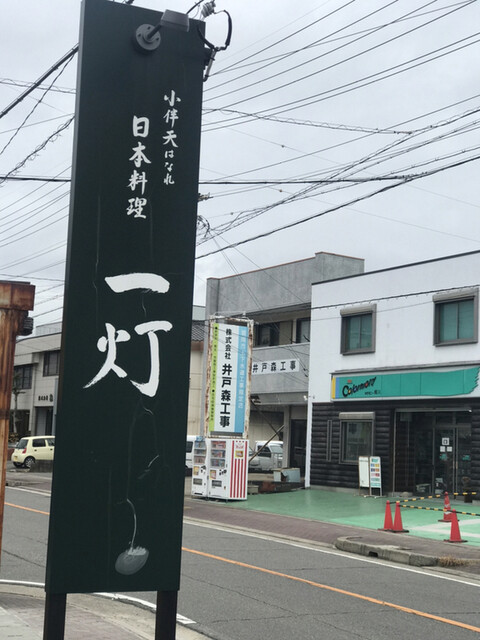 小伴天はなれ
日本料理
一灯
株式会社
井戸森工事
井戸森工事
Colormont